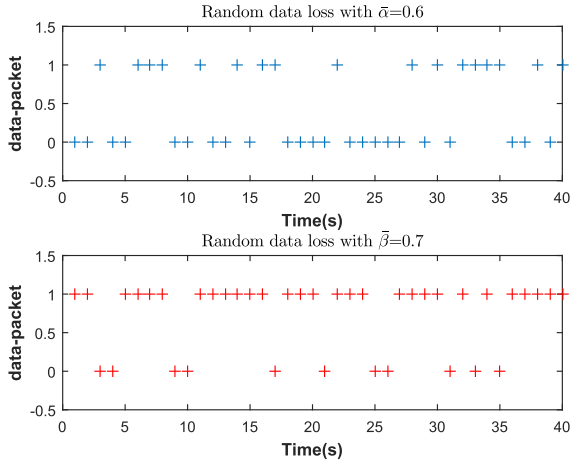 Random data loss with ᾱ=0.6
data-packet
1.5
1
0.5
0
-0.5
0 5 10 15 20 25 30 35 40
Time(s)
Random data loss with β̄=0.7
data-packet
1.5
1
0.5
0
-0.5
0 5 10 15 20 25 30 35 40
Time(s)